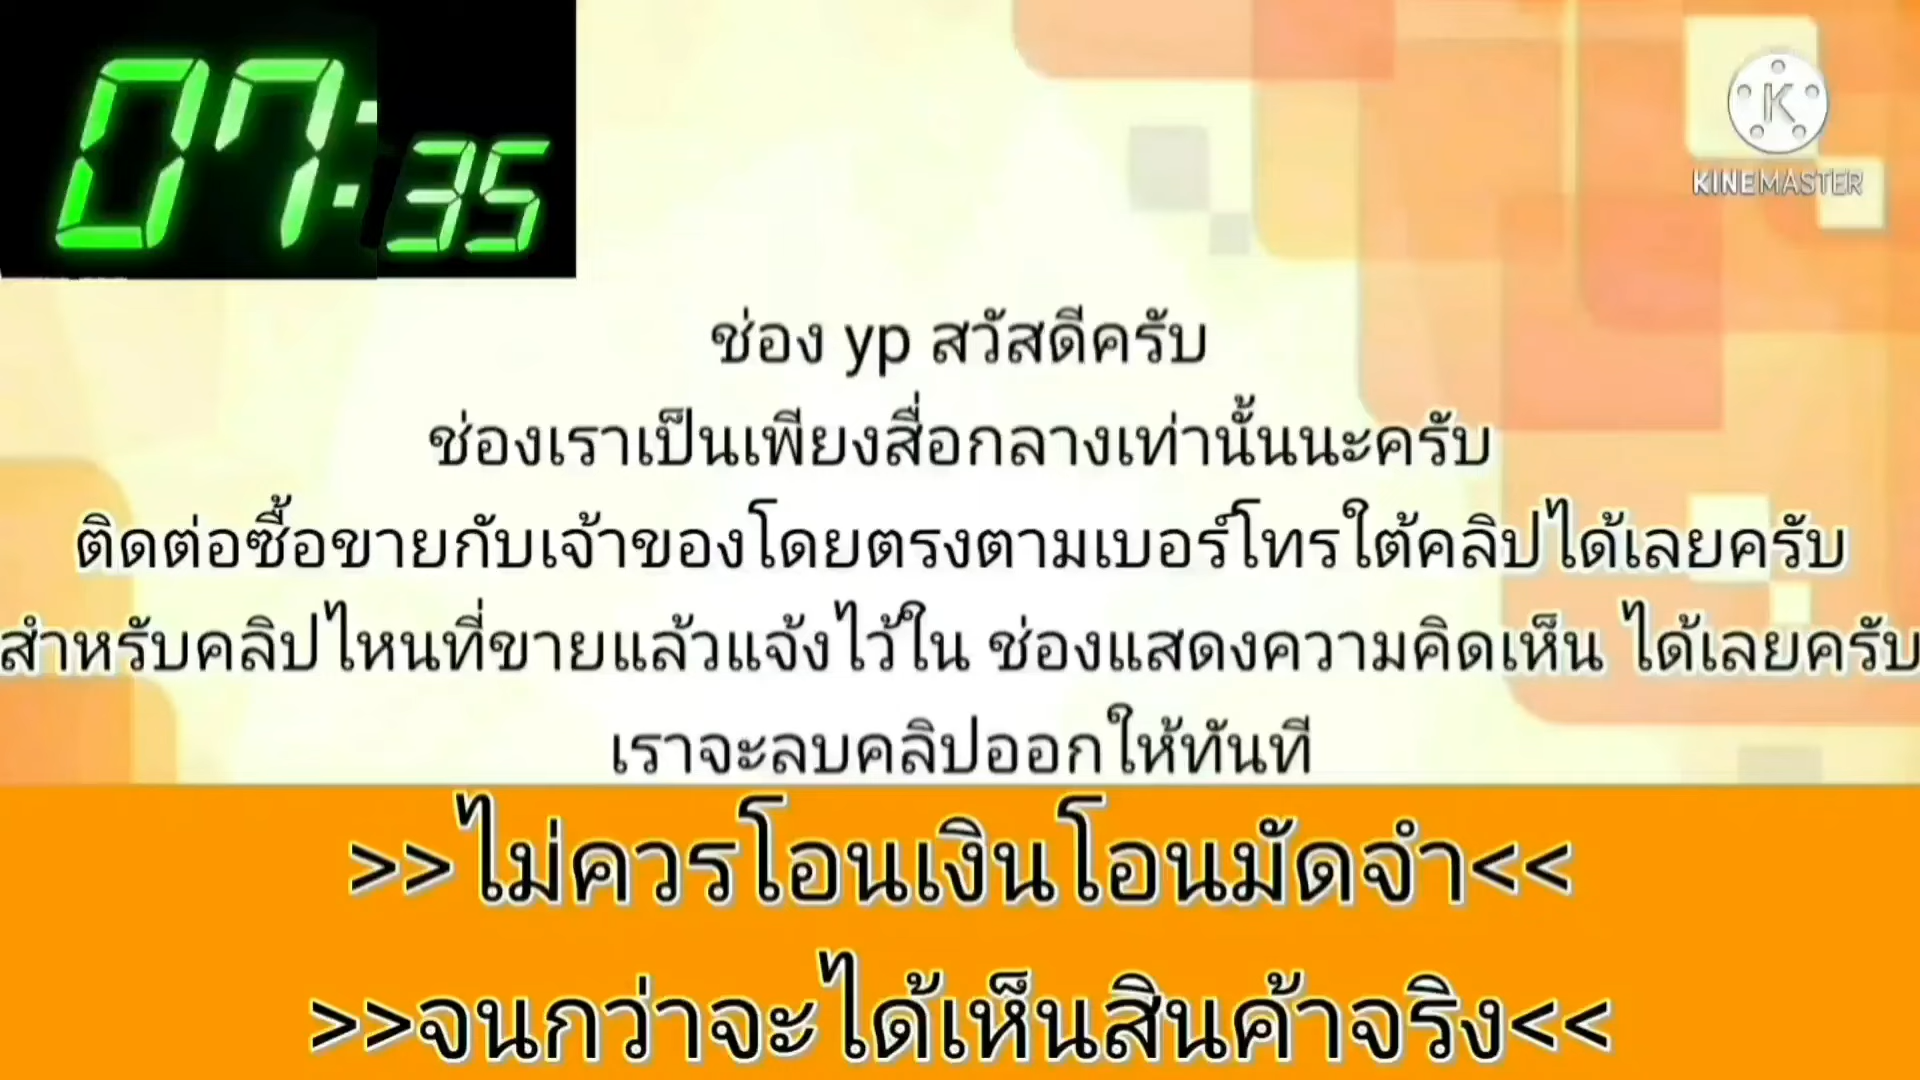 07:35
KINEMASTER
ช่อง yp สวัสดีครับ
ช่องเราเป็นเพียงสื่อกลางเท่านั้นนะครับ
ติดต่อซื้อขายกับเจ้าของโดยตรงตามเบอร์โทรใต้คลิปได้เลยครับ
สำหรับคลิปไหนที่ขายแล้วแจ้งไว้ใน ช่องแสดงความคิดเห็น ได้เลยครับ
เราจะลบคลิปออกให้ทันที
>>ไม่ควรโอนเงินโอนมัดจำ<<
>>จนกว่าจะได้เห็นสินค้าจริง<<